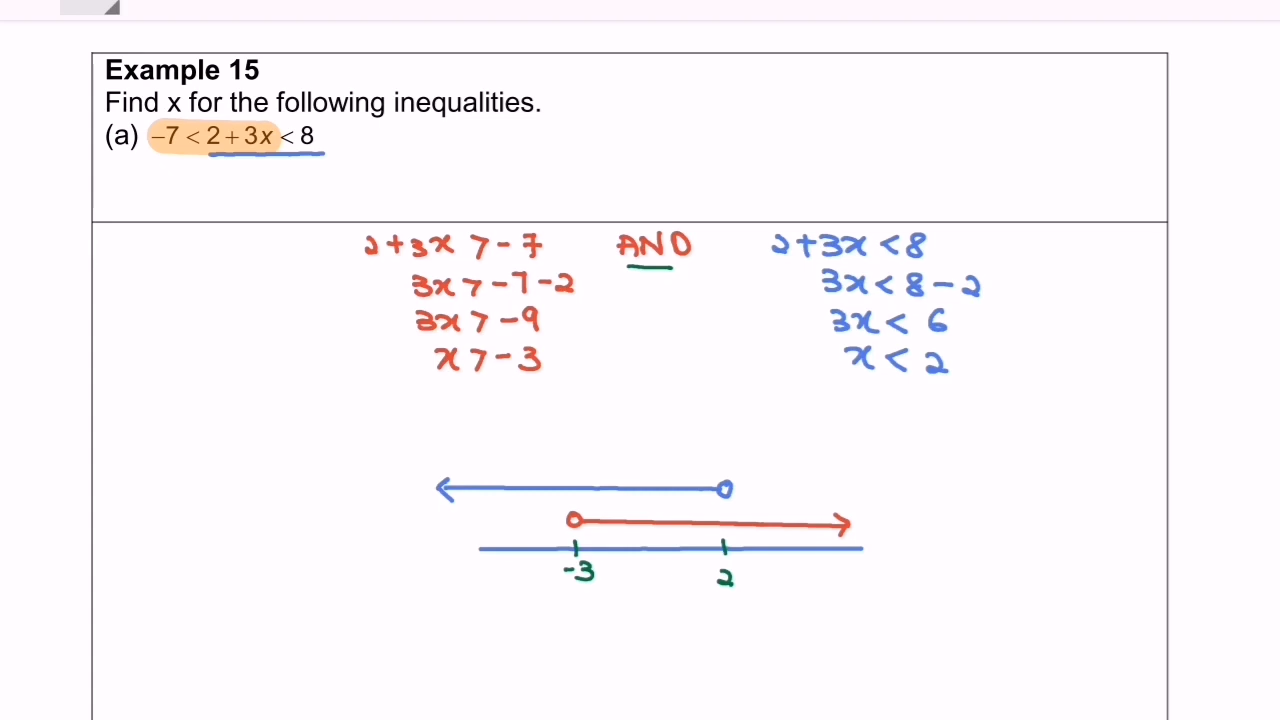 Example 15
Find x for the following inequalities.
(a) –7 < 2 + 3x < 8
2+3x > -7 AND 2+3x < 8
3x > -7 -2 3x < 8 - 2
3x > -9 3x < 6
x > -3 x < 2
-3 2